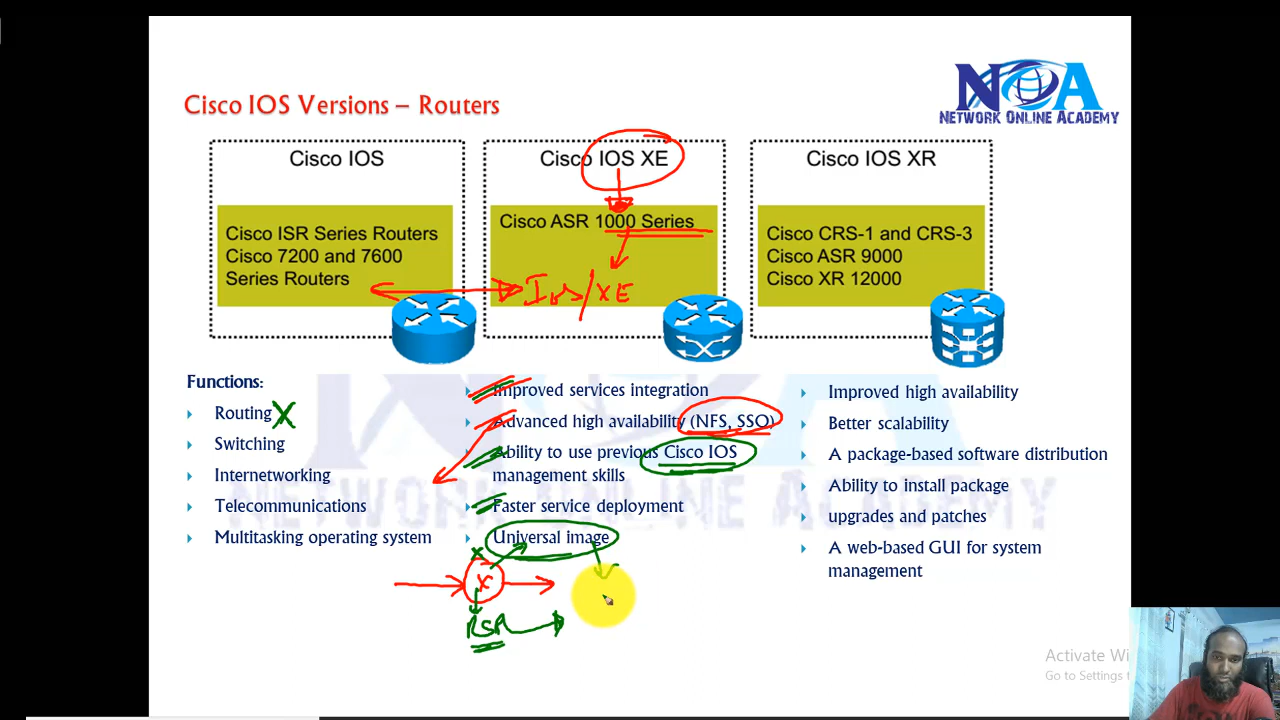 NOA
NETWORK ONLINE ACADEMY
Cisco IOS Versions – Routers
Cisco IOS
Cisco ISR Series Routers
Cisco 7200 and 7600
Series Routers
Cisco IOS XE
Cisco ASR 1000 Series
Ios/XE
Cisco IOS XR
Cisco CRS-1 and CRS-3
Cisco ASR 9000
Cisco XR 12000
Functions:
Routing X
Switching
Internetworking
Telecommunications
Multitasking operating system
Improved services integration
Advanced high availability (NFS, SSO)
Ability to use previous Cisco IOS
management skills
Faster service deployment
Universal image
x
X
Improved high availability
Better scalability
A package-based software distribution
Ability to install package
upgrades and patches
A web-based GUI for system
management
Activate Wi
Go to Settings t